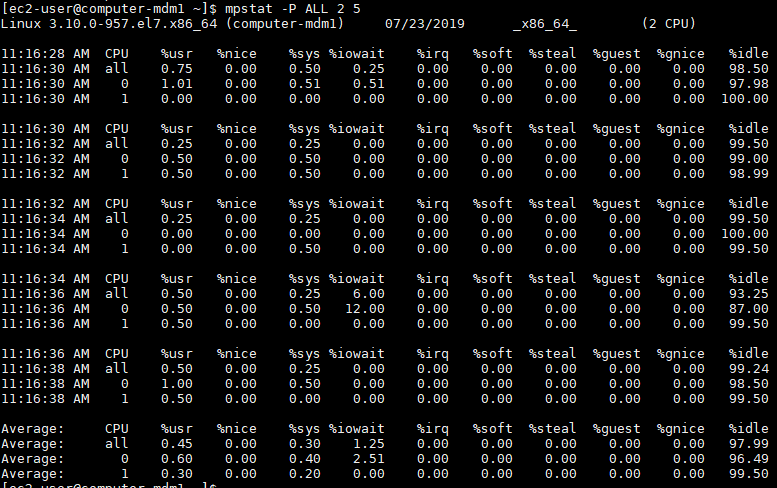 [ec2-user@computer-mdm1 ~]$ mpstat -P ALL 2 5
Linux 3.10.0-957.el7.x86_64 (computer-mdm1) 07/23/2019 _x86_64_ (2 CPU)

11:16:28 AM CPU %usr %nice %sys %iowait %irq %soft %steal %guest %gnice %idle
11:16:30 AM all 0.75 0.00 0.50 0.25 0.00 0.00 0.00 0.00 0.00 98.50
11:16:30 AM 0 1.01 0.00 0.51 0.51 0.00 0.00 0.00 0.00 0.00 97.98
11:16:30 AM 1 0.00 0.00 0.00 0.00 0.00 0.00 0.00 0.00 0.00 100.00

11:16:30 AM CPU %usr %nice %sys %iowait %irq %soft %steal %guest %gnice %idle
11:16:32 AM all 0.25 0.00 0.25 0.00 0.00 0.00 0.00 0.00 0.00 99.50
11:16:32 AM 0 0.50 0.00 0.50 0.00 0.00 0.00 0.00 0.00 0.00 99.00
11:16:32 AM 1 0.50 0.00 0.50 0.00 0.00 0.00 0.00 0.00 0.00 98.99

11:16:32 AM CPU %usr %nice %sys %iowait %irq %soft %steal %guest %gnice %idle
11:16:34 AM all 0.25 0.00 0.25 0.00 0.00 0.00 0.00 0.00 0.00 99.50
11:16:34 AM 0 0.00 0.00 0.00 0.00 0.00 0.00 0.00 0.00 0.00 100.00
11:16:34 AM 1 0.00 0.00 0.50 0.00 0.00 0.00 0.00 0.00 0.00 99.50

11:16:34 AM CPU %usr %nice %sys %iowait %irq %soft %steal %guest %gnice %idle
11:16:36 AM all 0.50 0.00 0.25 6.00 0.00 0.00 0.00 0.00 0.00 93.25
11:16:36 AM 0 0.50 0.00 0.50 12.00 0.00 0.00 0.00 0.00 0.00 87.00
11:16:36 AM 1 0.50 0.00 0.00 0.00 0.00 0.00 0.00 0.00 0.00 99.50

11:16:36 AM CPU %usr %nice %sys %iowait %irq %soft %steal %guest %gnice %idle
11:16:38 AM all 0.50 0.00 0.25 0.00 0.00 0.00 0.00 0.00 0.00 99.24
11:16:38 AM 0 1.00 0.00 0.50 0.00 0.00 0.00 0.00 0.00 0.00 98.50
11:16:38 AM 1 0.50 0.00 0.00 0.00 0.00 0.00 0.00 0.00 0.00 99.50

Average: CPU %usr %nice %sys %iowait %irq %soft %steal %guest %gnice %idle
Average: all 0.45 0.00 0.30 1.25 0.00 0.00 0.00 0.00 0.00 97.99
Average: 0 0.60 0.00 0.40 2.51 0.00 0.00 0.00 0.00 0.00 96.49
Average: 1 0.30 0.00 0.20 0.00 0.00 0.00 0.00 0.00 0.00 99.50
[ec2-user@computer-mdm1 ~]$